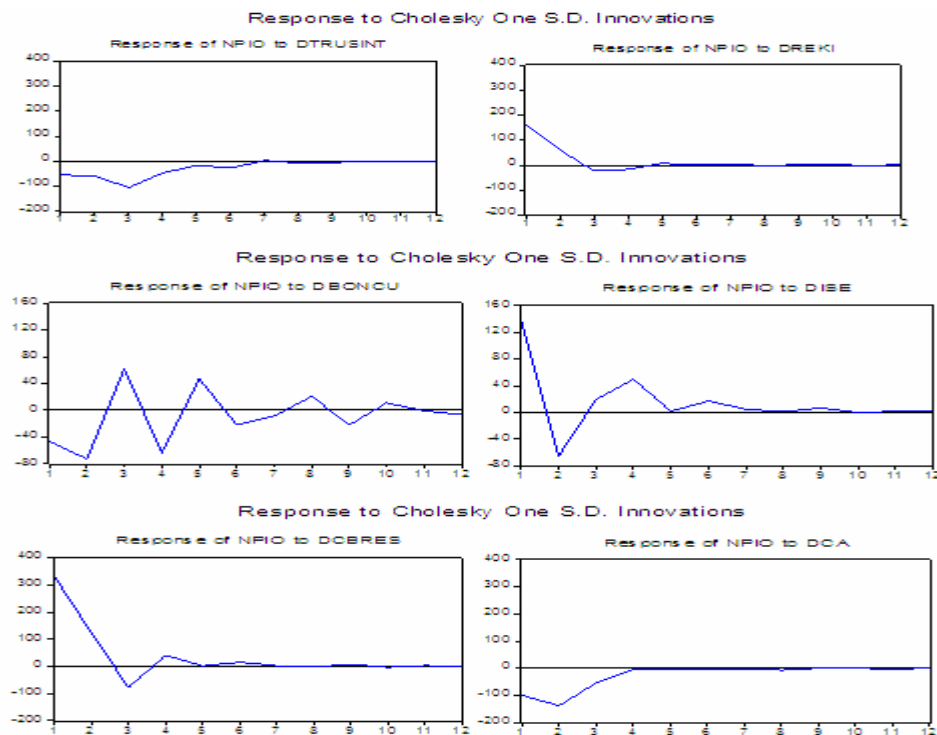 Response to Cholesky One S.D. Innovations
Response of NPIO to DTRUSINT
Response of NPIO to DREKI
400
300
200
100
0
-100
-200
1 2 3 4 5 6 7 8 9 10 11 12
400
300
200
100
0
-100
-200
1 2 3 4 5 6 7 8 9 10 11 12
Response to Cholesky One S.D. Innovations
Response of NPIO to DBONCU
Response of NPIO to DISE
160
120
80
40
0
-40
-80
1 2 3 4 5 6 7 8 9 10 11 12
160
120
80
40
0
-40
-80
1 2 3 4 5 6 7 8 9 10 11 12
Response to Cholesky One S.D. Innovations
Response of NPIO to DCBRES
Response of NPIO to DCA
400
300
200
100
0
-100
-200
1 2 3 4 5 6 7 8 9 10 11 12
400
300
200
100
0
-100
-200
1 2 3 4 5 6 7 8 9 10 11 12